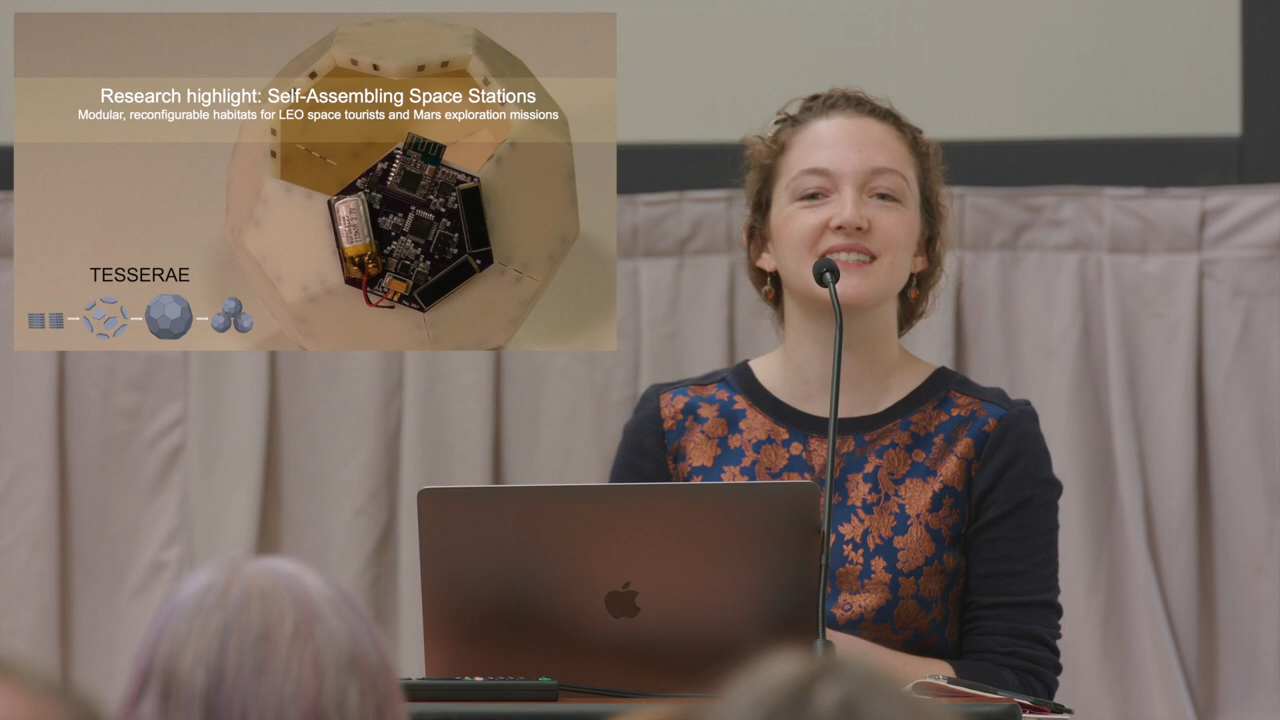 Research highlight: Self-Assembling Space Stations
Modular, reconfigurable habitats for LEO space tourists and Mars exploration missions
TESSERAE